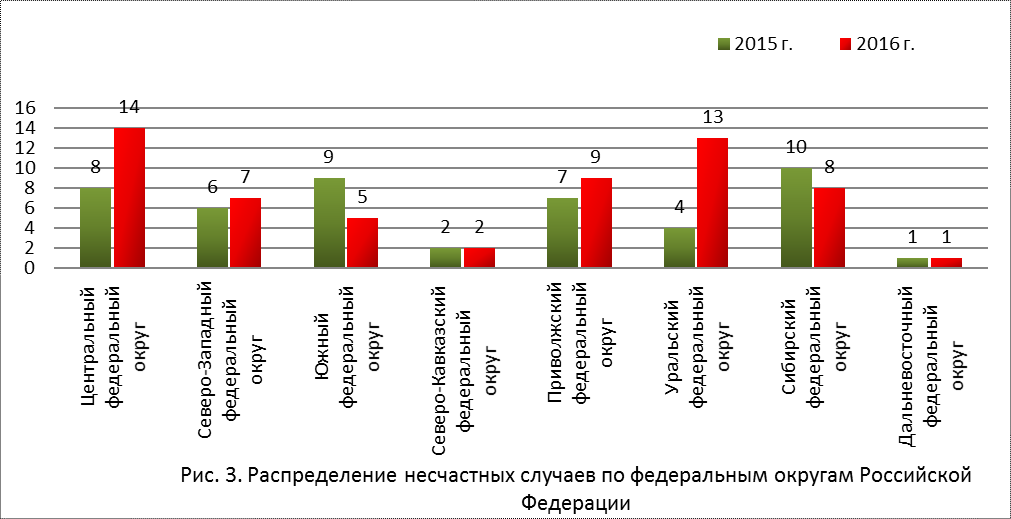 2015 г. 2016 г.
16
14
12
10
8
6
4
2
0
8 14
6 7
9 5
2 2
7 9
4 13
10 8
1 1
Центральный
федеральный
округ
Северо-Западный
федеральный
округ
Южный
федеральный
округ
Северо-Кавказский
федеральный
округ
Приволжский
федеральный
округ
Уральский
федеральный
округ
Сибирский
федеральный
округ
Дальневосточный
федеральный
округ
Рис. 3. Распределение несчастных случаев по федеральным округам Российской
Федерации